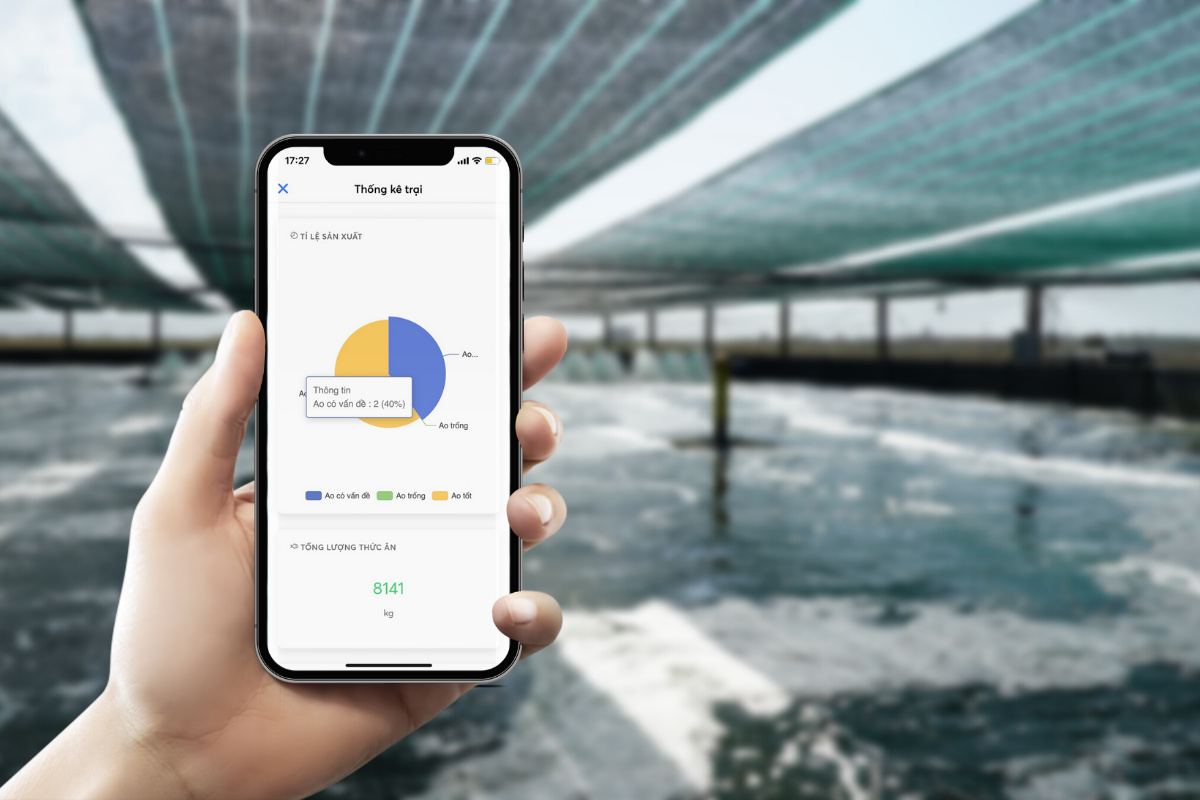 17:27
Thống kê trại
TỈ LỆ SẢN XUẤT
Ao...
Thông tin
Ao có vấn đề : 2 (40%)
Ao trống
Ao có vấn đề
Ao trống
Ao tốt
TỔNG LƯỢNG THỨC ĂN
8141
kg